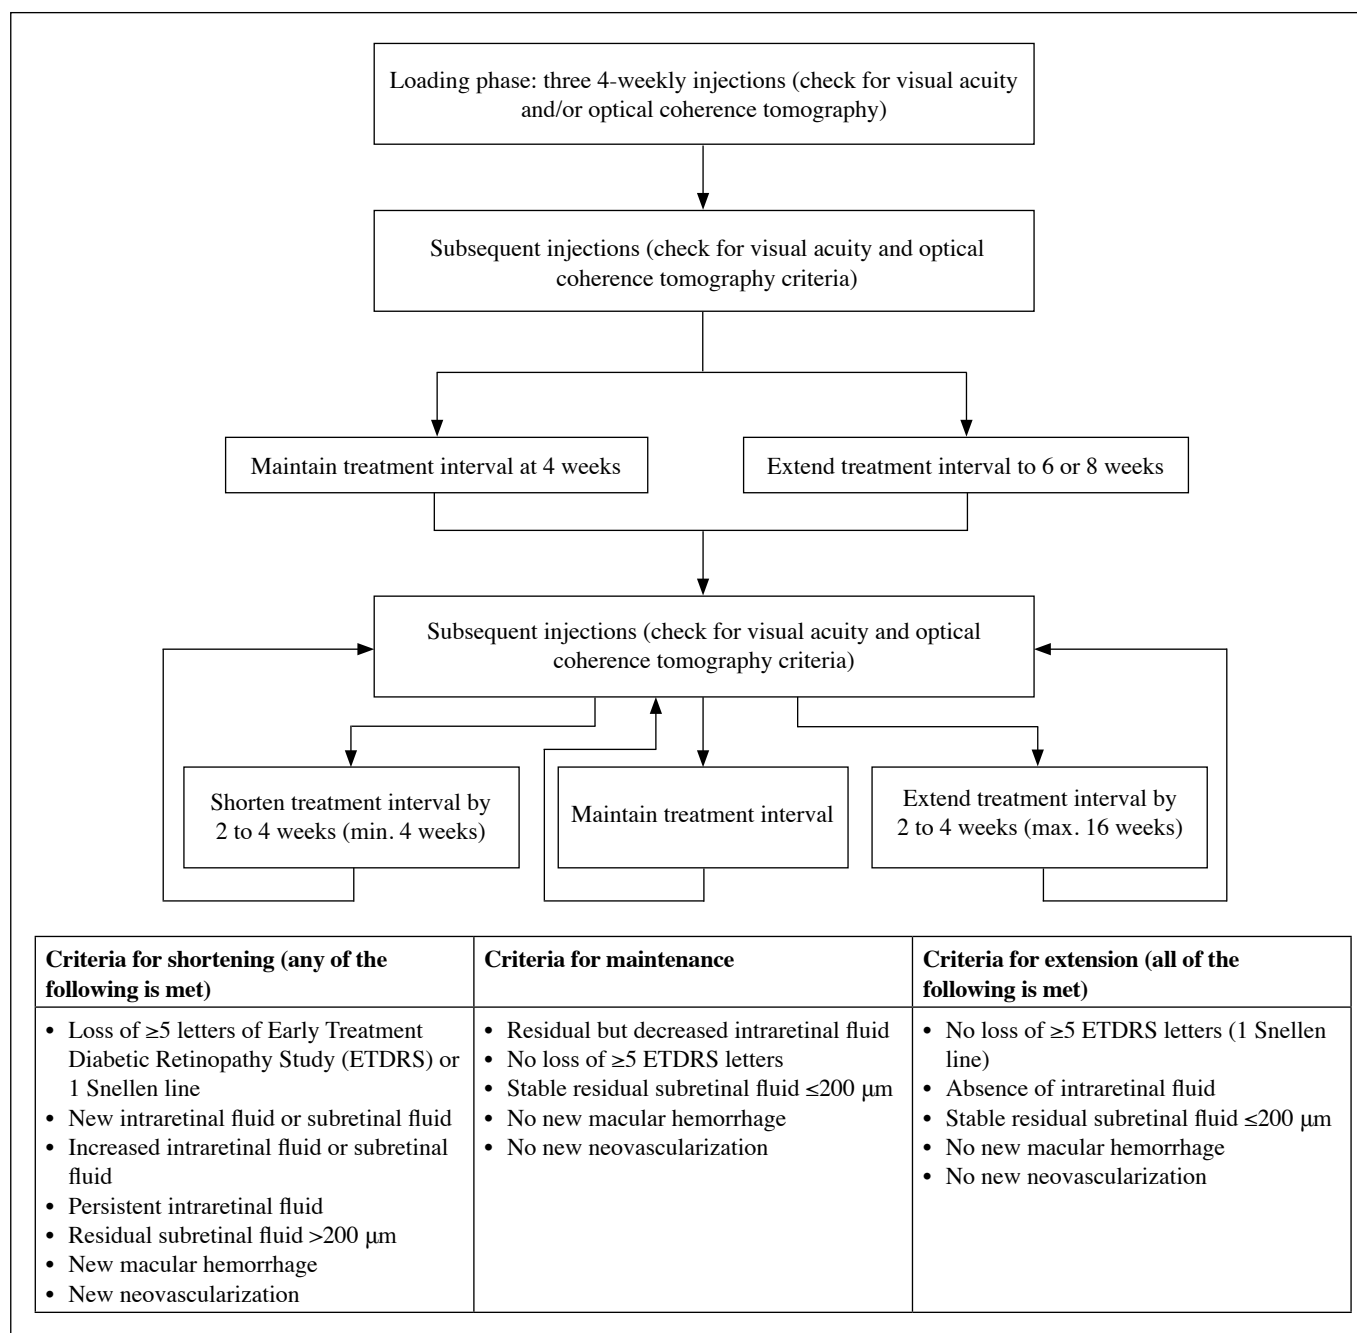 Loading phase: three 4-weekly injections (check for visual acuity
and/or optical coherence tomography)
Subsequent injections (check for visual acuity and optical
coherence tomography criteria)
Maintain treatment interval at 4 weeks
Extend treatment interval to 6 or 8 weeks
Subsequent injections (check for visual acuity and optical
coherence tomography criteria)
Shorten treatment interval by
2 to 4 weeks (min. 4 weeks)
Maintain treatment interval
Extend treatment interval by
2 to 4 weeks (max. 16 weeks)
Criteria for shortening (any of the
following is met)
• Loss of ≥5 letters of Early Treatment
Diabetic Retinopathy Study (ETDRS) or
1 Snellen line
• New intraretinal fluid or subretinal fluid
• Increased intraretinal fluid or subretinal
fluid
• Persistent intraretinal fluid
• Residual subretinal fluid >200 μm
• New macular hemorrhage
• New neovascularization
Criteria for maintenance
• Residual but decreased intraretinal fluid
• No loss of ≥5 ETDRS letters
• Stable residual subretinal fluid ≤200 μm
• No new macular hemorrhage
• No new neovascularization
Criteria for extension (all of the
following is met)
• No loss of ≥5 ETDRS letters (1 Snellen
line)
• Absence of intraretinal fluid
• Stable residual subretinal fluid ≤200 μm
• No new macular hemorrhage
• No new neovascularization